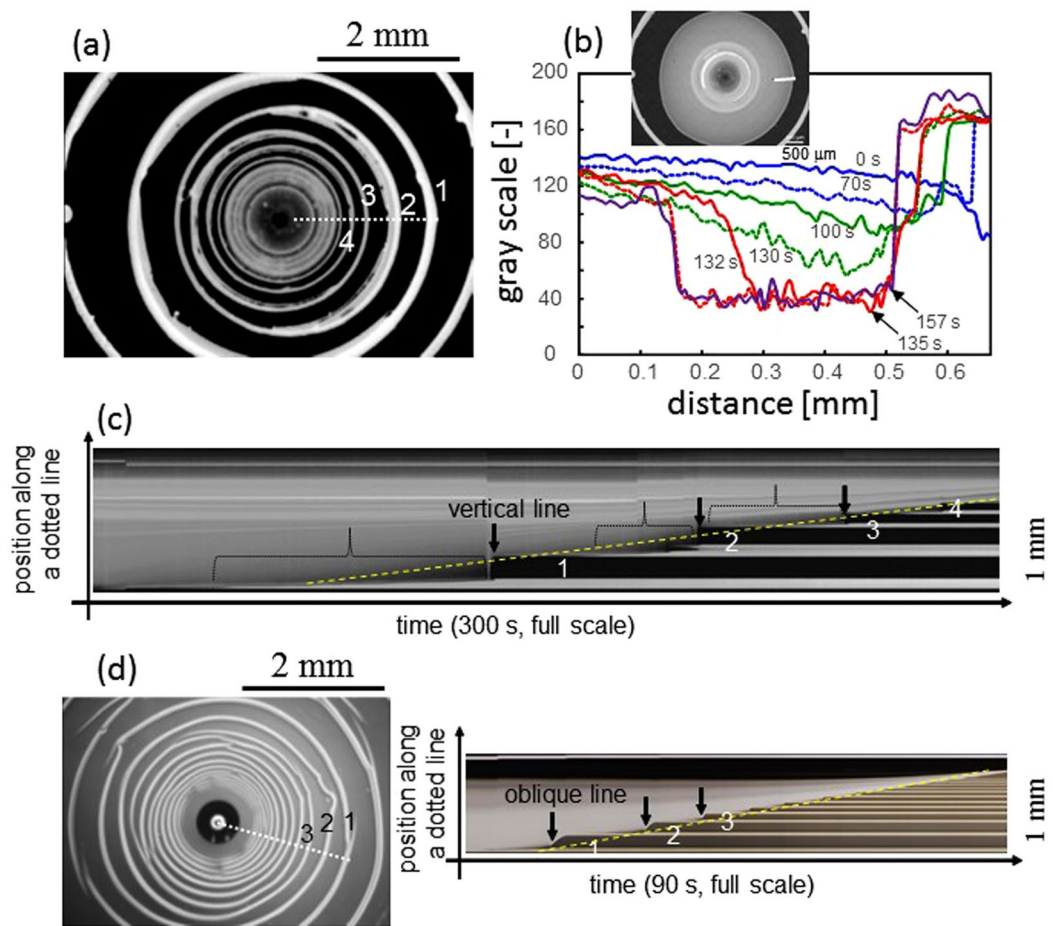 (a)
2 mm
3
2
1
4
(b)
gray scale [-]
200
160
120
80
40
0
500 μm
0 s
70s
100 s
130 s
132 s
157 s
135 s
0
0.1
0.2
0.3
0.4
0.5
0.6
distance [mm]
(c)
position along
a dotted line
vertical line
1
2
3
4
1 mm
time (300 s, full scale)
(d)
2 mm
3
2
1
position along
a dotted line
oblique line
1
2
3
1 mm
time (90 s, full scale)